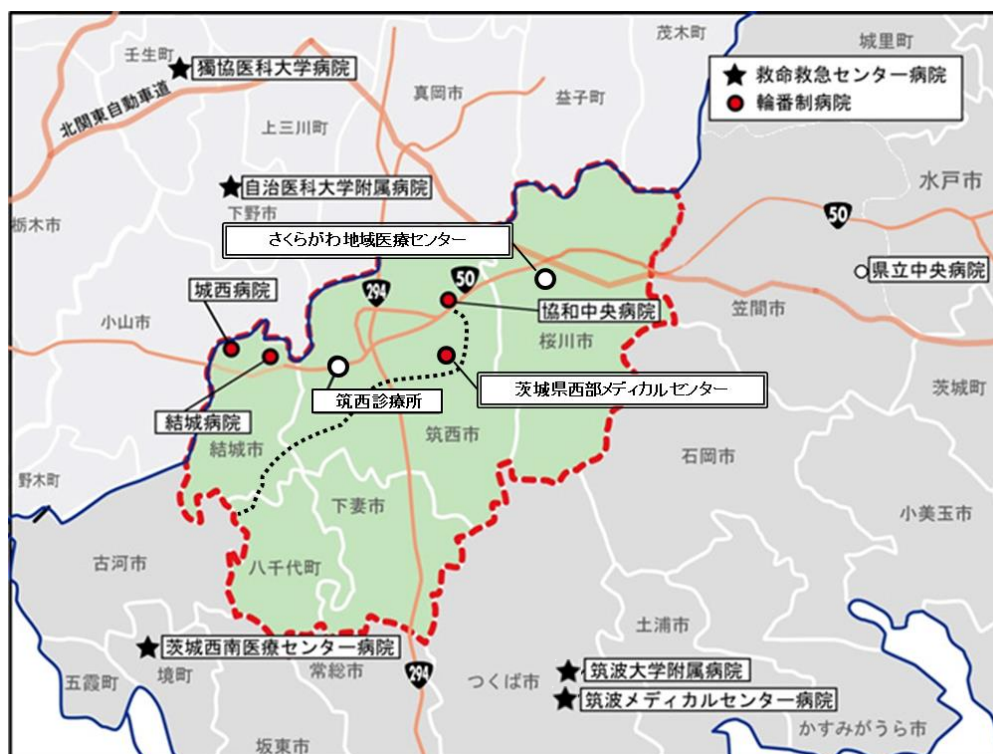 茂木町
城里町
壬生町
獨協医科大学病院
救命救急センター病院
輪番制病院
真岡市
益子町
北関東自動車道
上三川町
自治医科大学附属病院
水戸市
下野市
栃木市
50
さくらがわ地域医療センター
県立中央病院
城西病院
294
50
協和中央病院
笠間市
小山市
桜川市
茨城町
筑西診療所
茨城県西部メディカルセンター
結城病院
結城市
筑西市
石岡市
野木町
下妻市
小美玉市
古河市
八千代町
土浦市
茨城西南医療センター病院
五霞町
境町
常総市
294
つくば市
筑波大学附属病院
筑波メディカルセンター病院
かすみがうら市
坂東市